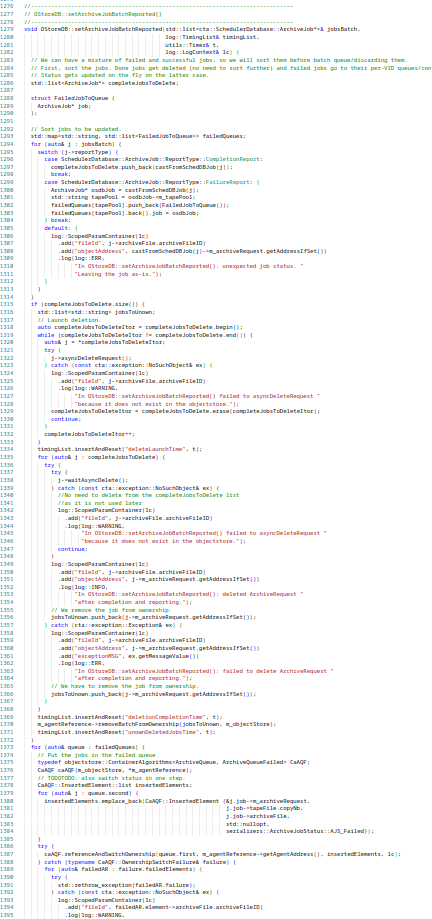 1276 //------------------------------------------------------------------------------
1277 // OStoreDB::setArchiveJobBatchReported()
1278 //------------------------------------------------------------------------------
1279 void OStoreDB::setArchiveJobBatchReported(std::list<cta::SchedulerDatabase::ArchiveJob*>& jobsBatch,
1280 log::TimingList& timingList,
1281 utils::Timer& t,
1282 log::LogContext& lc) {
1283 // We can have a mixture of failed and successful jobs, so we will sort them before batch queue/discarding them.
1284 // First, sort the jobs. Done jobs get deleted (no need to sort further) and failed jobs go to their per-VID queues/con
1285 // Status gets updated on the fly on the latter case.
1286 std::list<ArchiveJob*> completeJobsToDelete;
1287
1288 struct FailedJobToQueue {
1289 ArchiveJob* job;
1290 };
1291
1292 // Sort jobs to be updated.
1293 std::map<std::string, std::list<FailedJobToQueue>> failedQueues;
1294 for (auto& j : jobsBatch) {
1295 switch (j->reportType) {
1296 case SchedulerDatabase::ArchiveJob::ReportType::CompletionReport:
1297 completeJobsToDelete.push_back(castFromSchedDBJob(j));
1298 break;
1299 case SchedulerDatabase::ArchiveJob::ReportType::FailureReport: {
1300 ArchiveJob* osdbJob = castFromSchedDBJob(j);
1301 std::string tapePool = osdbJob->m_tapePool;
1302 failedQueues[tapePool].push_back(FailedJobToQueue());
1303 failedQueues[tapePool].back().job = osdbJob;
1304 } break;
1305 default: {
1306 log::ScopedParamContainer(lc)
1307 .add("fileId", j->archiveFile.archiveFileID)
1308 .add("objectAddress", castFromSchedDBJob(j)->m_archiveRequest.getAddressIfSet())
1309 .log(log::ERR,
1310 "In OStoreDB::setArchiveJobBatchReported(): unexpected job status. "
1311 "Leaving the job as-is.");
1312 }
1313 }
1314 }
1315 if (completeJobsToDelete.size()) {
1316 std::list<std::string> jobsToUnown;
1317 // Launch deletion.
1318 auto completeJobsToDeleteItor = completeJobsToDelete.begin();
1319 while (completeJobsToDeleteItor != completeJobsToDelete.end()) {
1320 auto& j = *completeJobsToDeleteItor;
1321 try {
1322 j->asyncDeleteRequest();
1323 } catch (const cta::exception::NoSuchObject& ex) {
1324 log::ScopedParamContainer(lc)
1325 .add("fileId", j->archiveFile.archiveFileID)
1326 .log(log::WARNING,
1327 "In OStoreDB::setArchiveJobBatchReported() failed to asyncDeleteRequest "
1328 "because it does not exist in the objectstore.");
1329 completeJobsToDeleteItor = completeJobsToDelete.erase(completeJobsToDeleteItor);
1330 continue;
1331 }
1332 completeJobsToDeleteItor++;
1333 }
1334 timingList.insertAndReset("deleteLaunchTime", t);
1335 for (auto& j : completeJobsToDelete) {
1336 try {
1337 try {
1338 j->waitAsyncDelete();
1339 } catch (const cta::exception::NoSuchObject& ex) {
1340 //No need to delete from the completeJobsToDelete list
1341 //as it is not used later
1342 log::ScopedParamContainer(lc)
1343 .add("fileId", j->archiveFile.archiveFileID)
1344 .log(log::WARNING,
1345 "In OStoreDB::setArchiveJobBatchReported() failed to asyncDeleteRequest "
1346 "because it does not exist in the objectstore.");
1347 continue;
1348 }
1349 log::ScopedParamContainer(lc)
1350 .add("fileId", j->archiveFile.archiveFileID)
1351 .add("objectAddress", j->m_archiveRequest.getAddressIfSet())
1352 .log(log::INFO,
1353 "In OStoreDB::setArchiveJobBatchReported(): deleted ArchiveRequest "
1354 "after completion and reporting.");
1355 // We remove the job from ownership.
1356 jobsToUnown.push_back(j->m_archiveRequest.getAddressIfSet());
1357 } catch (cta::exception::Exception& ex) {
1358 log::ScopedParamContainer(lc)
1359 .add("fileId", j->archiveFile.archiveFileID)
1360 .add("objectAddress", j->m_archiveRequest.getAddressIfSet())
1361 .add("exceptionMSG", ex.getMessageValue())
1362 .log(log::ERR,
1363 "In OStoreDB::setArchiveJobBatchReported(): failed to delete ArchiveRequest "
1364 "after completion and reporting.");
1365 // We have to remove the job from ownership.
1366 jobsToUnown.push_back(j->m_archiveRequest.getAddressIfSet());
1367 }
1368 }
1369 timingList.insertAndReset("deletionCompletionTime", t);
1370 m_agentReference->removeBatchFromOwnership(jobsToUnown, m_objectStore);
1371 timingList.insertAndReset("unownDeletedJobsTime", t);
1372 }
1373 for (auto& queue : failedQueues) {
1374 // Put the jobs in the failed queue
1375 typedef objectstore::ContainerAlgorithms<ArchiveQueue, ArchiveQueueFailed> CaAQF;
1376 CaAQF caAQF(m_objectStore, *m_agentReference);
1377 // TODOTODO: also switch status in one step.
1378 CaAQF::InsertedElement::list insertedElements;
1379 for (auto& j : queue.second) {
1380 insertedElements.emplace_back(CaAQF::InsertedElement {&j.job->m_archiveRequest,
1381 j.job->tapeFile.copyNb,
1382 j.job->archiveFile,
1383 std::nullopt,
1384 serializers::ArchiveJobStatus::AJS_Failed});
1385 }
1386 try {
1387 caAQF.referenceAndSwitchOwnership(queue.first, m_agentReference->getAgentAddress(), insertedElements, lc);
1388 } catch (typename CaAQF::OwnershipSwitchFailure& failure) {
1389 for (auto& failedAR : failure.failedElements) {
1390 try {
1391 std::rethrow_exception(failedAR.failure);
1392 } catch (const cta::exception::NoSuchObject& ex) {
1393 log::ScopedParamContainer(lc)
1394 .add("fileId", failedAR.element->archiveFile.archiveFileID)
1395 .log(log::WARNING,